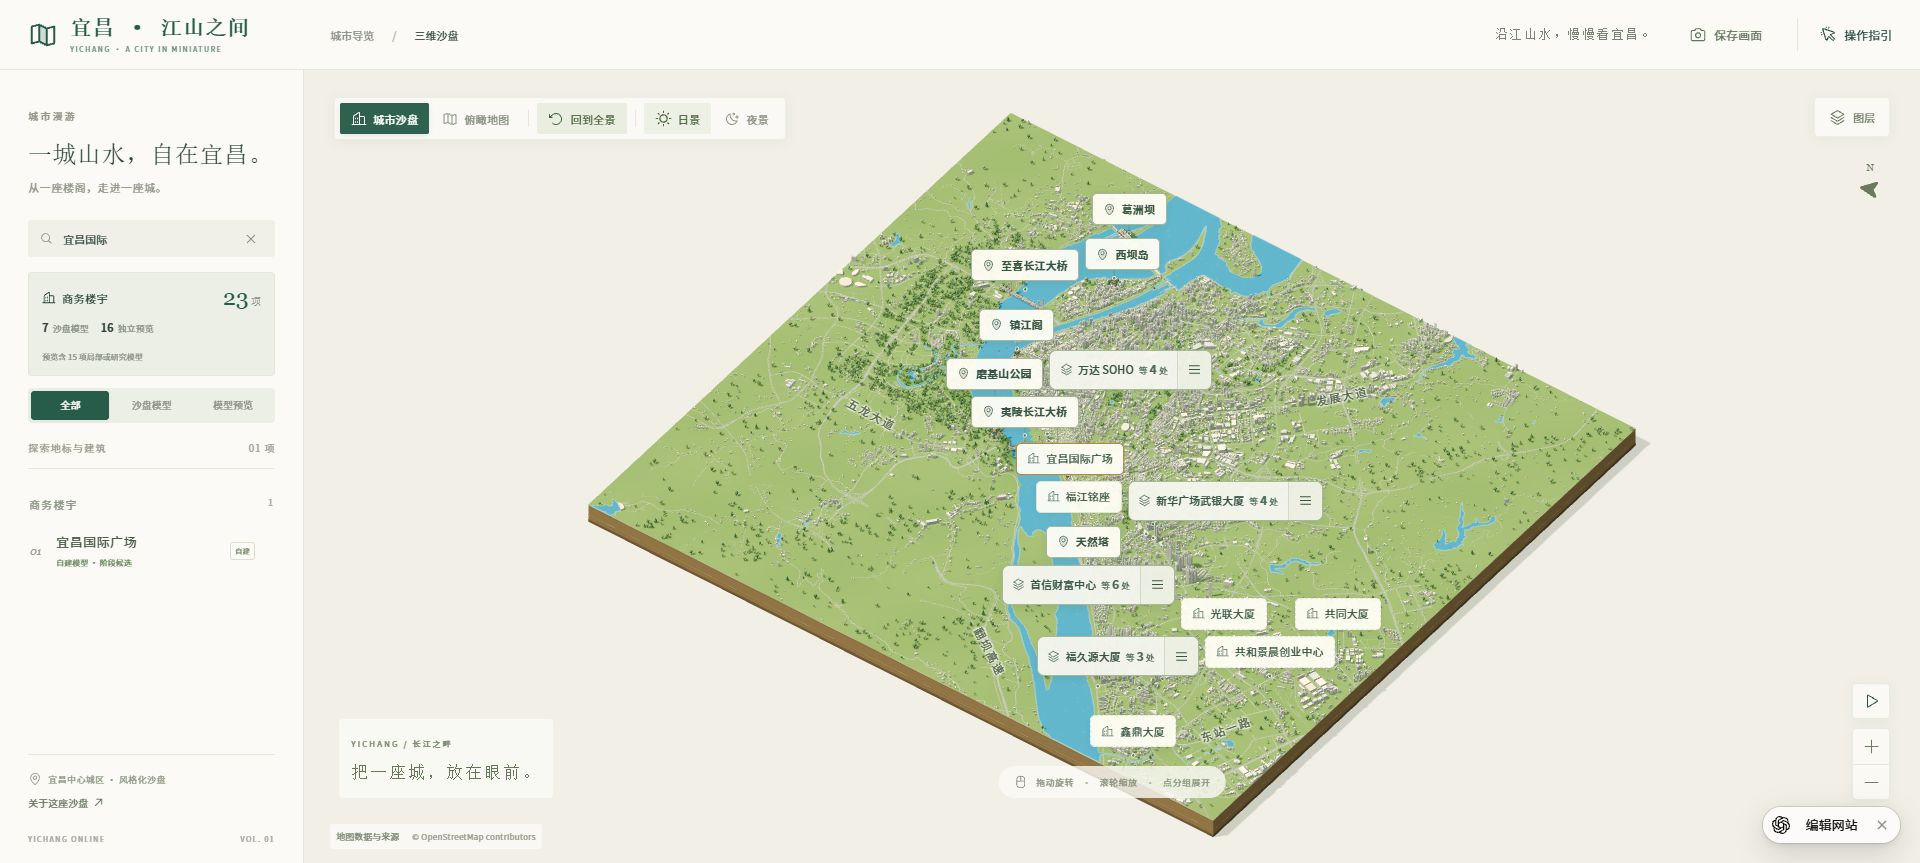 宜昌 • 江山之间
YICHANG • A CITY IN MINIATURE
城市导览 / 三维沙盘
沿江山水，慢慢看宜昌。
保存画面
操作指引
城市漫游
一城山水，自在宜昌。
从一座楼阁，走进一座城。
宜昌国际
商务楼宇
23 项
7 沙盘模型 16 独立预览
预览含 15 项局部或研究模型
全部
沙盘模型
模型预览
探索地标与建筑
01 项
商务楼宇
1
01
宜昌国际广场
自建
自建模型 • 阶段候选
宜昌中心城区 • 风格化沙盘
关于这座沙盘
YICHANG ONLINE
VOL. 01
城市沙盘
俯瞰地图
回到全景
日景
夜景
图层
N
葛洲坝
西坝岛
至喜长江大桥
镇江阁
万达 SOHO 等 4 处
磨基山公园
发展大道
五龙大道
夷陵长江大桥
宜昌国际广场
福江铭座
新华广场武银大厦 等 4 处
天然塔
首信财富中心 等 6 处
光联大厦
共同大厦
翻坝高速
共和景晨创业中心
福久源大厦 等 3 处
东站一路
鑫鼎大厦
YICHANG / 长江之畔
把一座城，放在眼前。
拖动旋转 · 滚轮缩放 · 点分组展开
地图数据与来源 © OpenStreetMap contributors
编辑网站